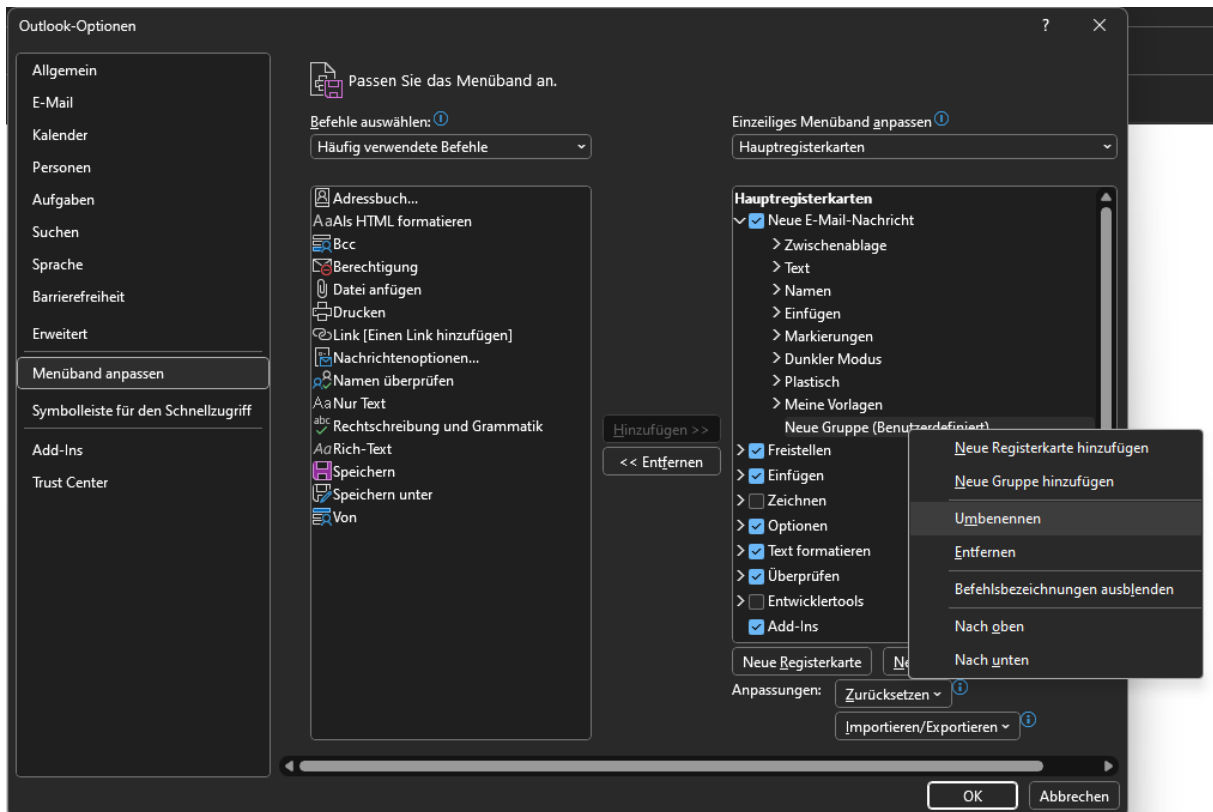 Outlook-Optionen
?
Allgemein
E-Mail
Kalender
Personen
Aufgaben
Suchen
Sprache
Barrierefreiheit
Erweitert
Menüband anpassen
Symbolleiste für den Schnellzugriff
Add-Ins
Trust Center
Passen Sie das Menüband an.
Befehle auswählen:
Häufig verwendete Befehle
Adressbuch...
Als HTML formatieren
Bcc
Berechtigung
Datei anfügen
Drucken
Link [Einen Link hinzufügen]
Nachrichtenoptionen...
Namen überprüfen
Nur Text
Rechtschreibung und Grammatik
Rich-Text
Speichern
Speichern unter
Von
Hinzufügen >>
<< Entfernen
Einzeiliges Menüband anpassen
Hauptregisterkarten
Hauptregisterkarten
Neue E-Mail-Nachricht
Zwischenablage
Text
Namen
Einfügen
Markierungen
Dunkler Modus
Plastisch
Meine Vorlagen
Neue Gruppe (Benutzerdefiniert)
Freistellen
Einfügen
Zeichnen
Optionen
Text formatieren
Überprüfen
Entwicklertools
Add-Ins
Neue Registerkarte
Ne
Anpassungen:
Zurücksetzen
Importieren/Exportieren
Neue Registerkarte hinzufügen
Neue Gruppe hinzufügen
Umbenennen
Entfernen
Befehlsbezeichnungen ausblenden
Nach oben
Nach unten
OK
Abbrechen